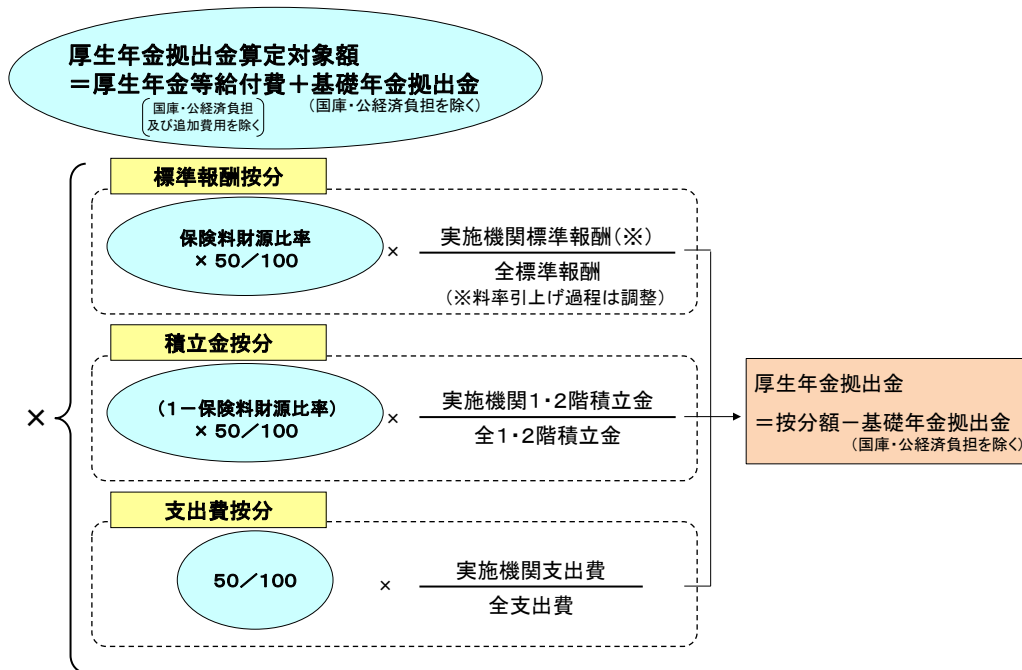 厚生年金拠出金算定対象額
＝厚生年金等給付費＋基礎年金拠出金
国庫・公経済負担
及び追加費用を除く
(国庫・公経済負担を除く)
×
標準報酬按分
保険料財源比率
× 50／100
×
実施機関標準報酬(※)
全標準報酬
(※料率引上げ過程は調整)
積立金按分
(１－保険料財源比率)
× 50／100
×
実施機関１・２階積立金
全１・２階積立金
支出費按分
50／100
×
実施機関支出費
全支出費
厚生年金拠出金
＝按分額－基礎年金拠出金
(国庫・公経済負担を除く)